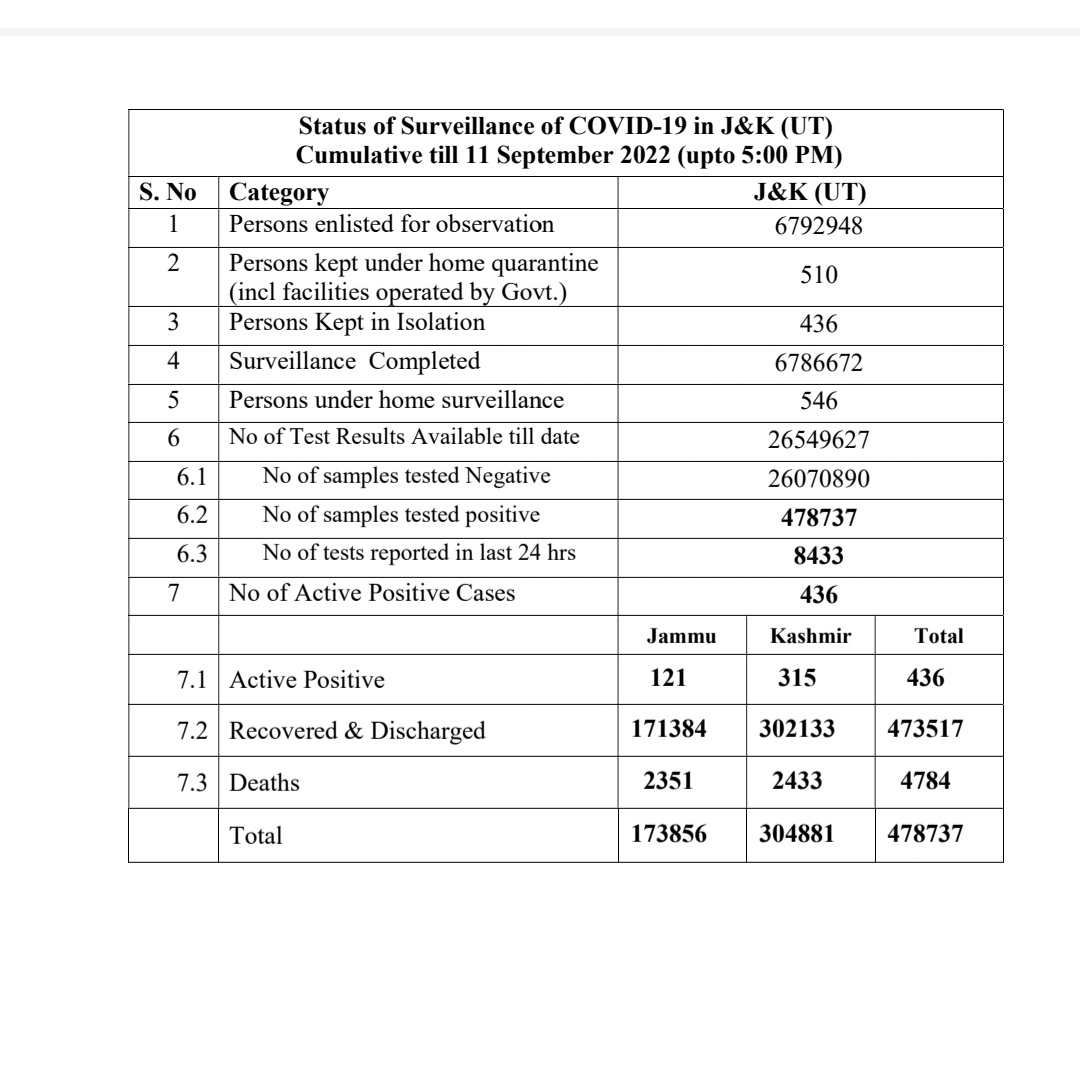 Status of Surveillance of COVID-19 in J&K (UT)
Cumulative till 11 September 2022 (upto 5:00 PM)
S. No Category J&K (UT)
1 Persons enlisted for observation 6792948
2 Persons kept under home quarantine
(incl facilities operated by Govt.) 510
3 Persons Kept in Isolation 436
4 Surveillance Completed 6786672
5 Persons under home surveillance 546
6 No of Test Results Available till date 26549627
6.1 No of samples tested Negative 26070890
6.2 No of samples tested positive 478737
6.3 No of tests reported in last 24 hrs 8433
7 No of Active Positive Cases 436
Jammu Kashmir Total
7.1 Active Positive 121 315 436
7.2 Recovered & Discharged 171384 302133 473517
7.3 Deaths 2351 2433 4784
Total 173856 304881 478737